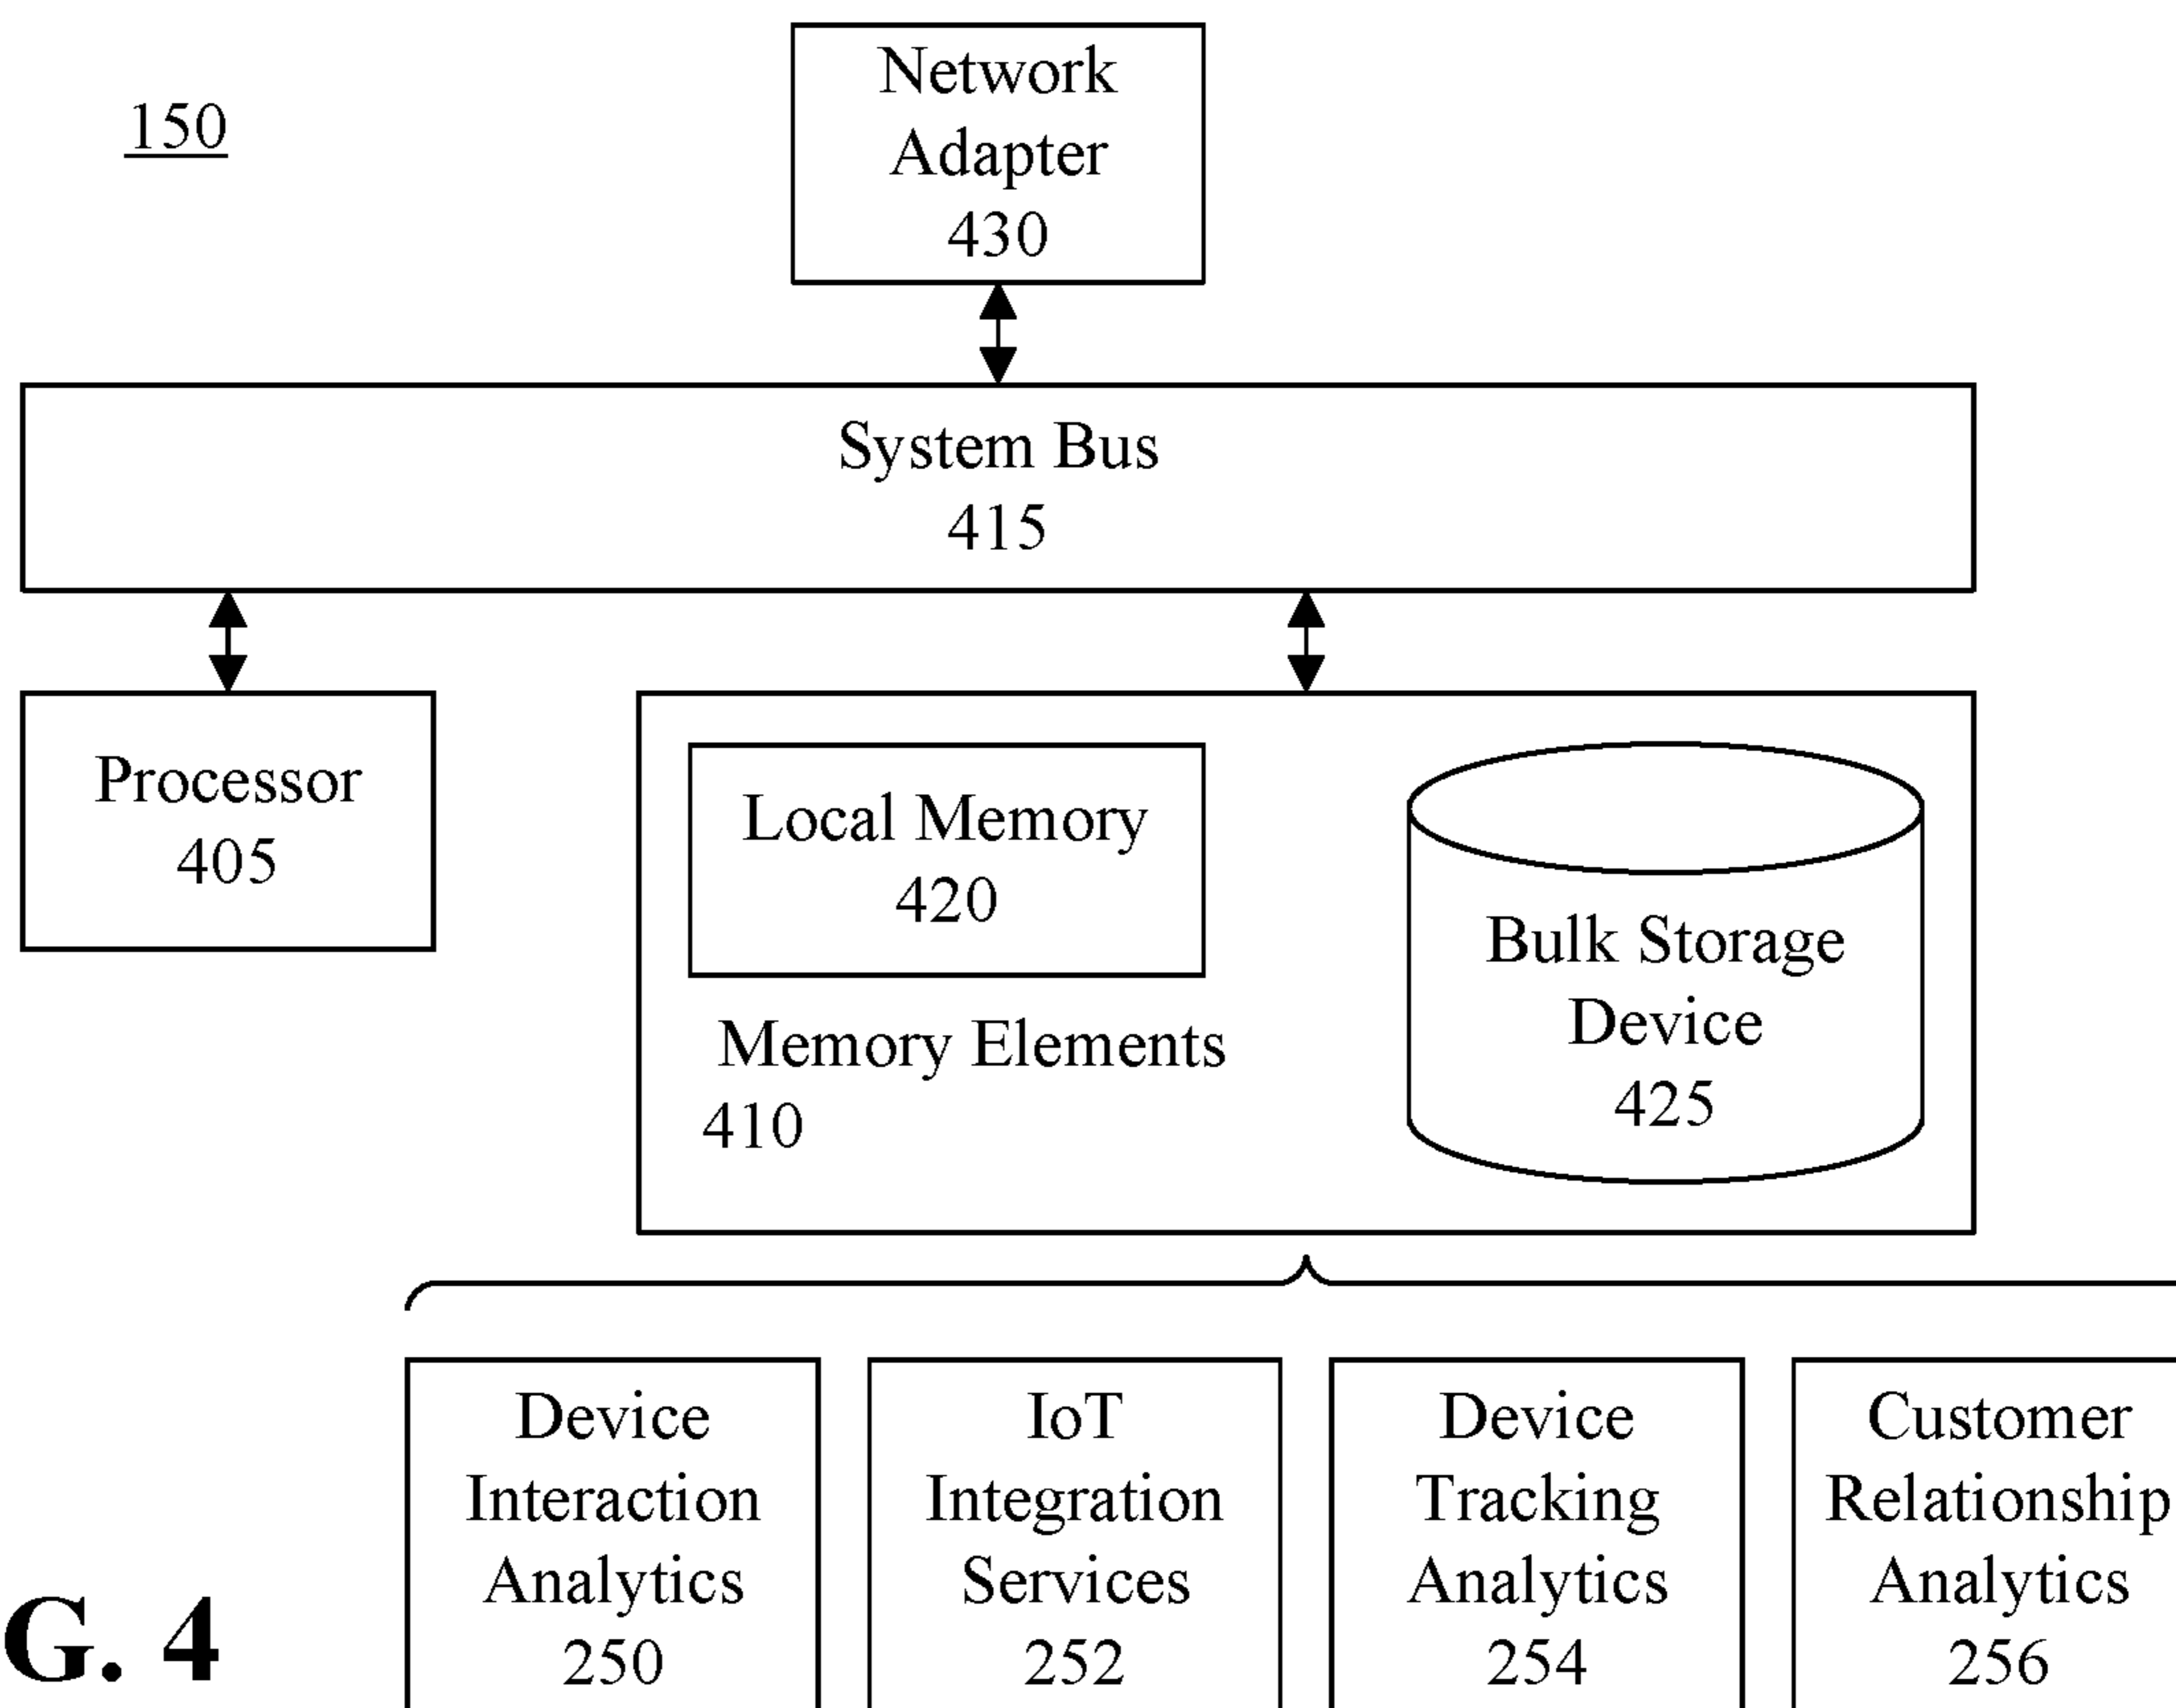 150
Network
Adapter
430
System Bus
415
Processor
405
Local Memory
420
Memory Elements
410
Bulk Storage
Device
425
Device
Interaction
Analytics
250
IoT
Integration
Services
252
Device
Tracking
Analytics
254
Customer
Relationship
Analytics
256
G. 4